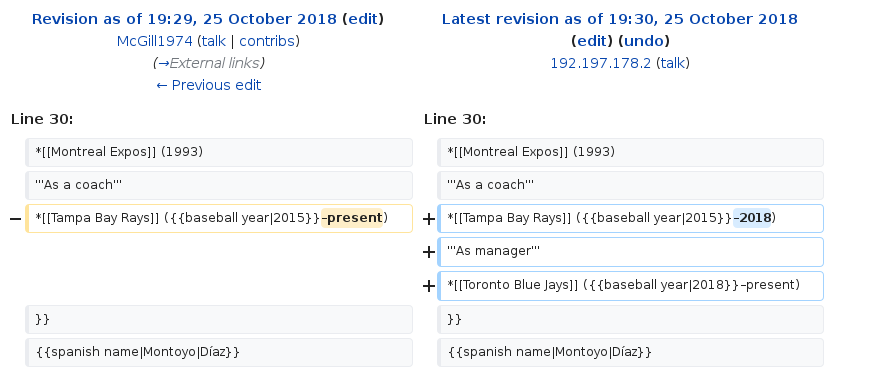 Revision as of 19:29, 25 October 2018 (edit)
McGill1974 (talk | contribs)
(→External links)
← Previous edit
Latest revision as of 19:30, 25 October 2018
(edit) (undo)
192.197.178.2 (talk)
Line 30:
Line 30:
*[[Montreal Expos]] (1993)
*[[Montreal Expos]] (1993)
'''As a coach'''
'''As a coach'''
− *[[Tampa Bay Rays]] ({{baseball year|2015}}–present)
+ *[[Tampa Bay Rays]] ({{baseball year|2015}}–2018)
+ '''As manager'''
+ *[[Toronto Blue Jays]] ({{baseball year|2018}}–present)
}}
}}
{{spanish name|Montoyo|Díaz}}
{{spanish name|Montoyo|Díaz}}